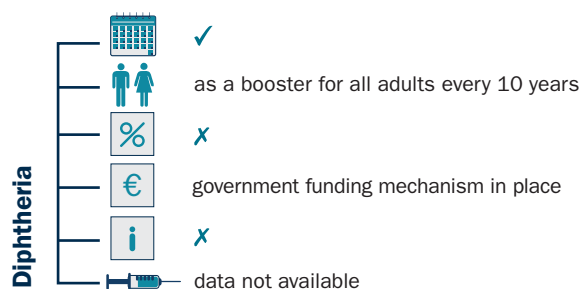 ✓
as a booster for all adults every 10 years
% ✗
€ government funding mechanism in place
i ✗
data not available
Diphtheria